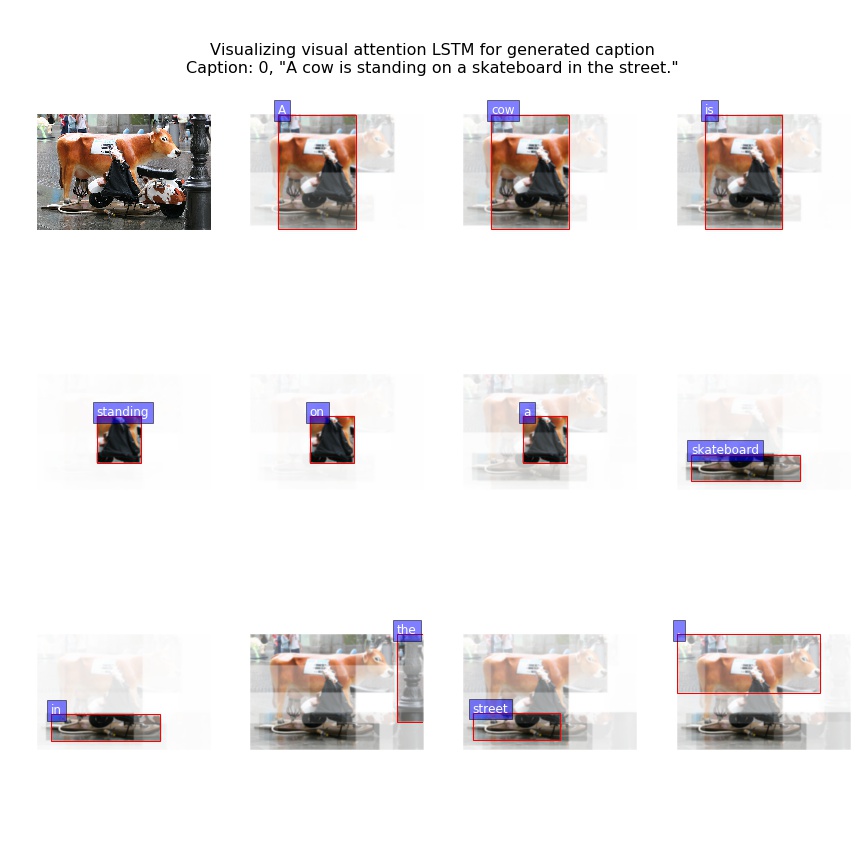 Visualizing visual attention LSTM for generated caption
Caption: 0, "A cow is standing on a skateboard in the street."
A
cow
is
standing
on
a
skateboard
in
the
street
.